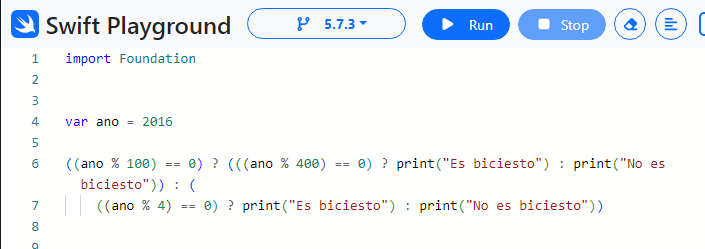 Swift Playground 5.7.3 Run Stop
1 import Foundation
2
3
4 var ano = 2016
5
6 ((ano % 100) == 0) ? (((ano % 400) == 0) ? print("Es biciesto") : print("No es
biciesto")) : (
7 ((ano % 4) == 0) ? print("Es biciesto") : print("No es biciesto"))
8
9